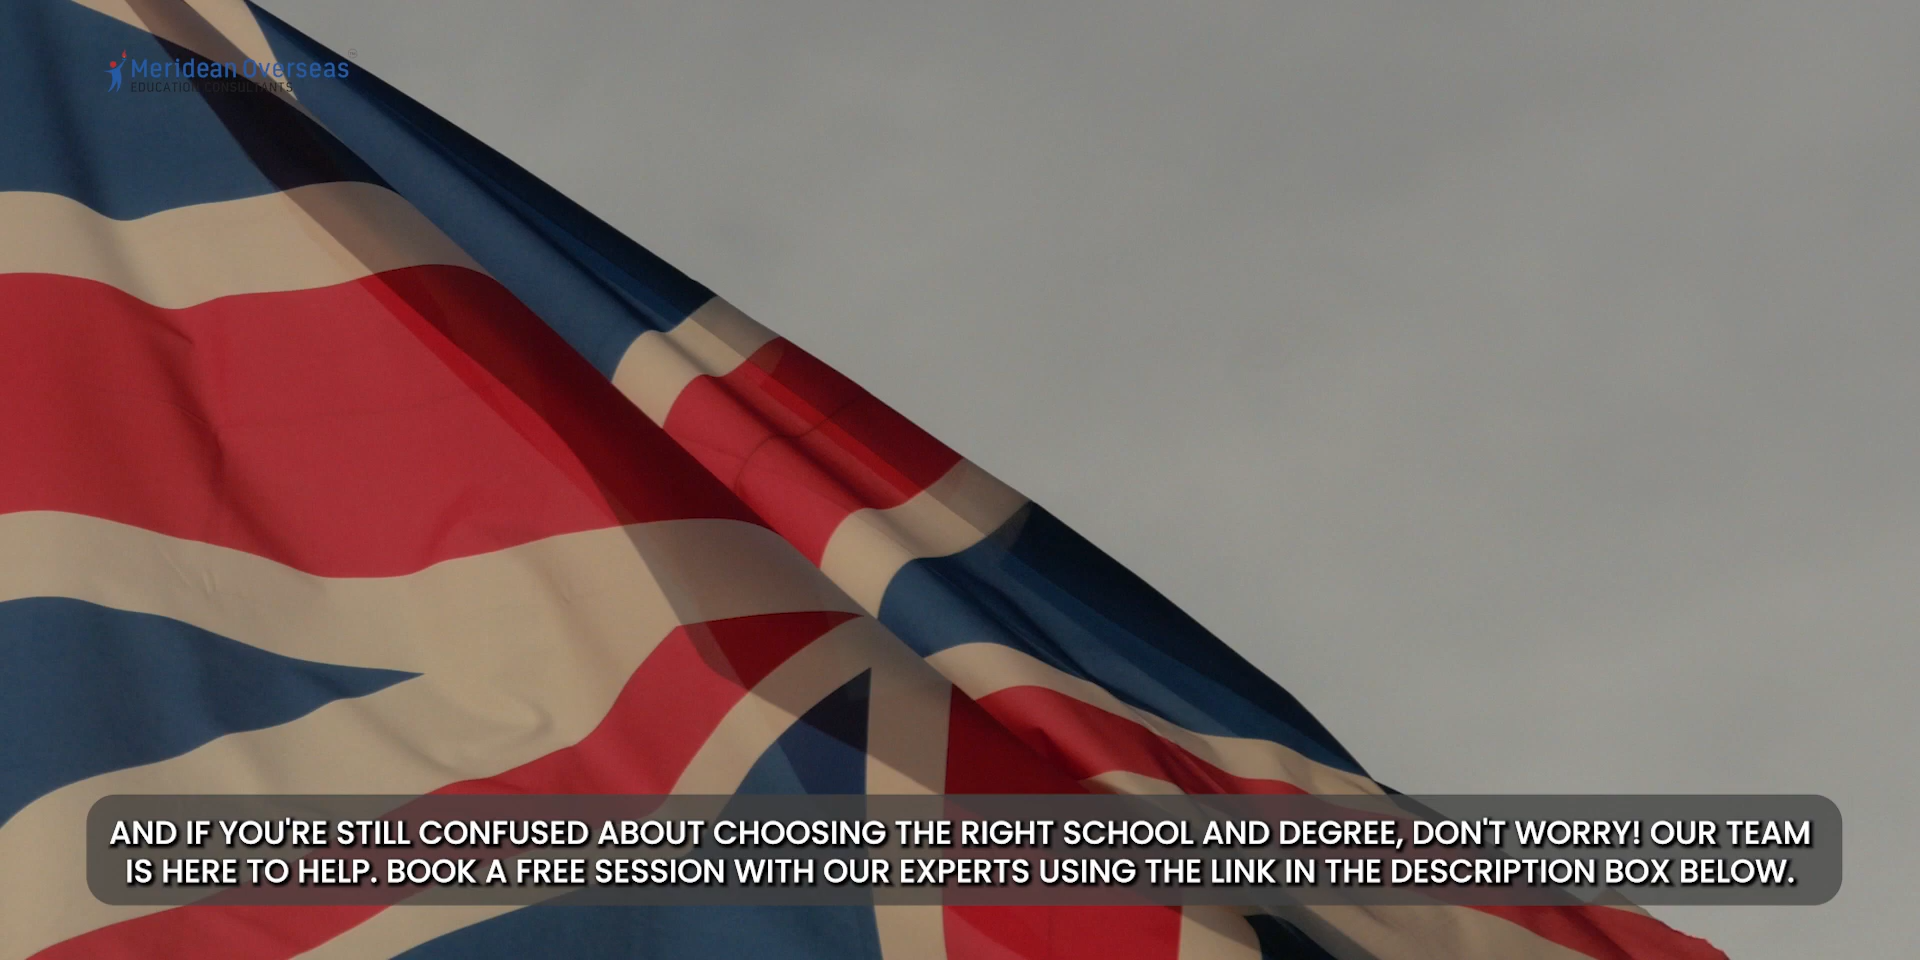 Meridean Overseas
EDUCATION CONSULTANTS
AND IF YOU'RE STILL CONFUSED ABOUT CHOOSING THE RIGHT SCHOOL AND DEGREE, DON'T WORRY! OUR TEAM
IS HERE TO HELP. BOOK A FREE SESSION WITH OUR EXPERTS USING THE LINK IN THE DESCRIPTION BOX BELOW.